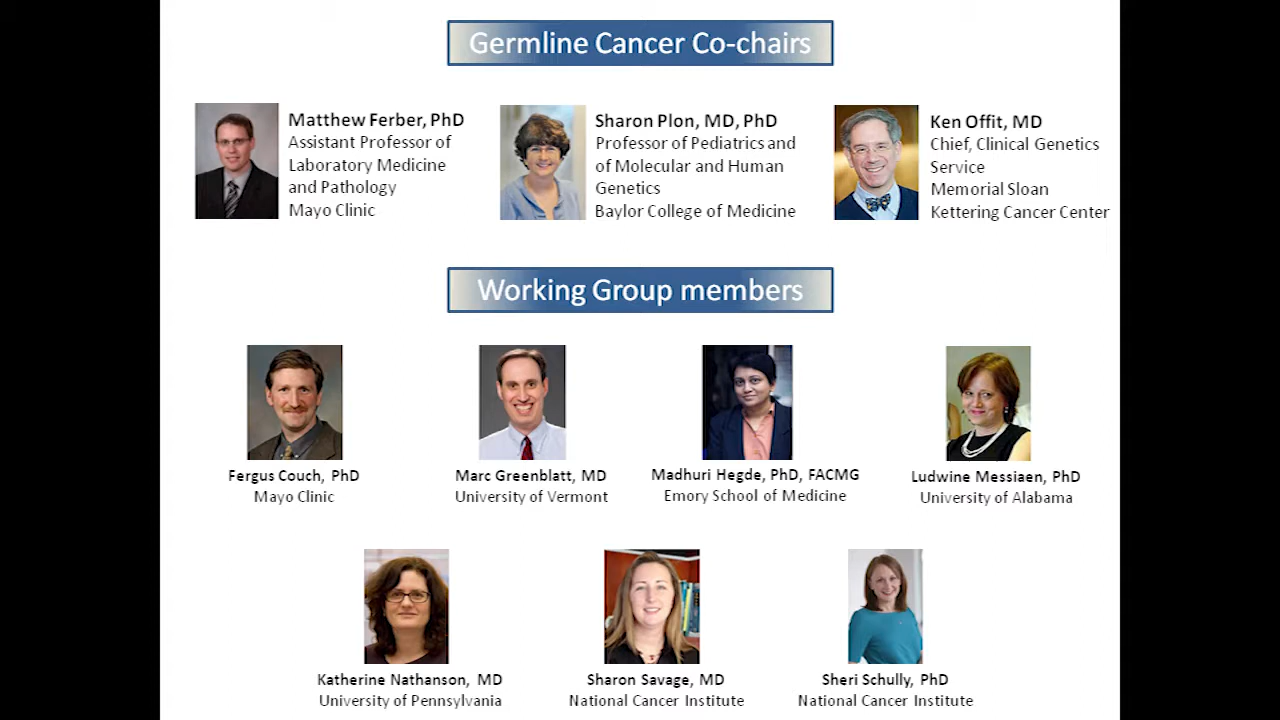 Germline Cancer Co-chairs
Matthew Ferber, PhD
Assistant Professor of
Laboratory Medicine
and Pathology
Mayo Clinic
Sharon Plon, MD, PhD
Professor of Pediatrics and
of Molecular and Human
Genetics
Baylor College of Medicine
Ken Offit, MD
Chief, Clinical Genetics
Service
Memorial Sloan
Kettering Cancer Center
Working Group members
Fergus Couch, PhD
Mayo Clinic
Marc Greenblatt, MD
University of Vermont
Madhuri Hegde, PhD, FACMG
Emory School of Medicine
Ludwine Messiaen, PhD
University of Alabama
Katherine Nathanson, MD
University of Pennsylvania
Sharon Savage, MD
National Cancer Institute
Sheri Schully, PhD
National Cancer Institute